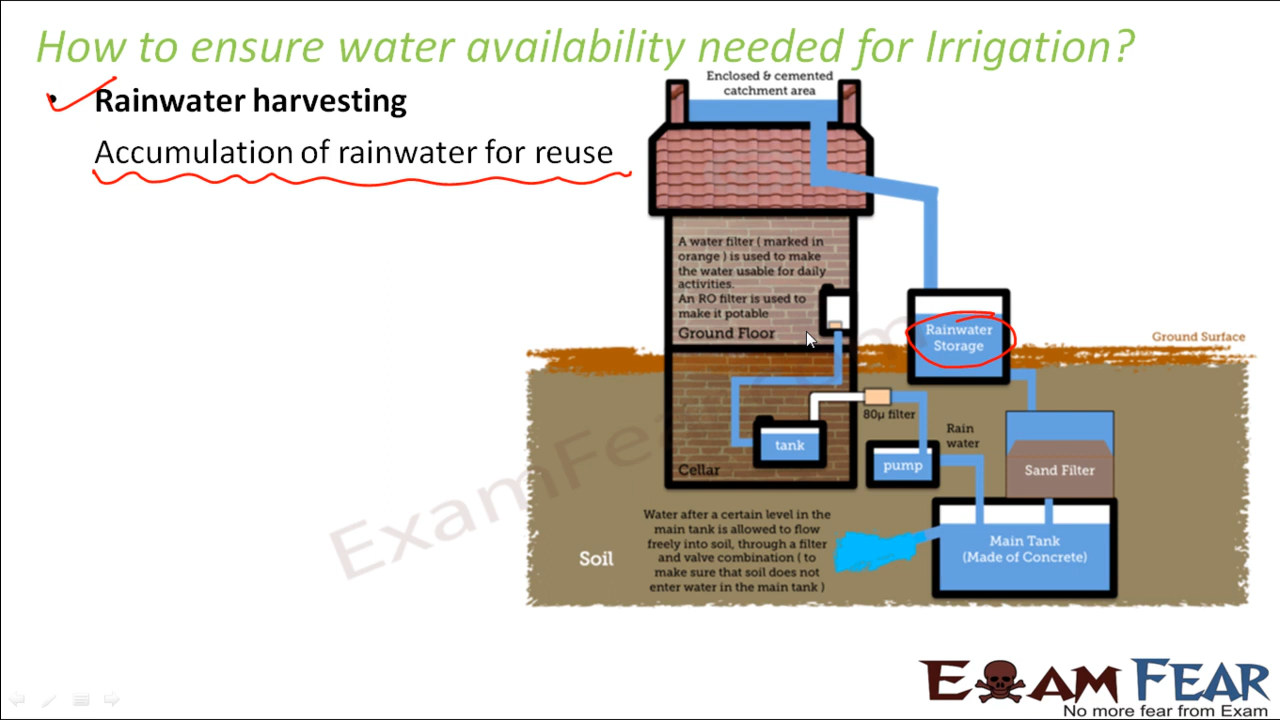 How to ensure water availability needed for Irrigation?
Rainwater harvesting
Accumulation of rainwater for reuse
Enclosed & cemented
catchment area
A water filter ( marked in
orange ) is used to make
the water usable for daily
activities.
An RO filter is used to
make it potable
Ground Floor
Rainwater
Storage
Ground Surface
80µ filter
Rain
water
tank
pump
Sand Filter
Cellar
Water after a certain level in the
main tank is allowed to flow
freely into soil, through a filter
and valve combination ( to
make sure that soil does not
enter water in the main tank )
Soil
Main Tank
(Made of Concrete)
ExamFear.com
EXAM FEAR
No more fear from Exam